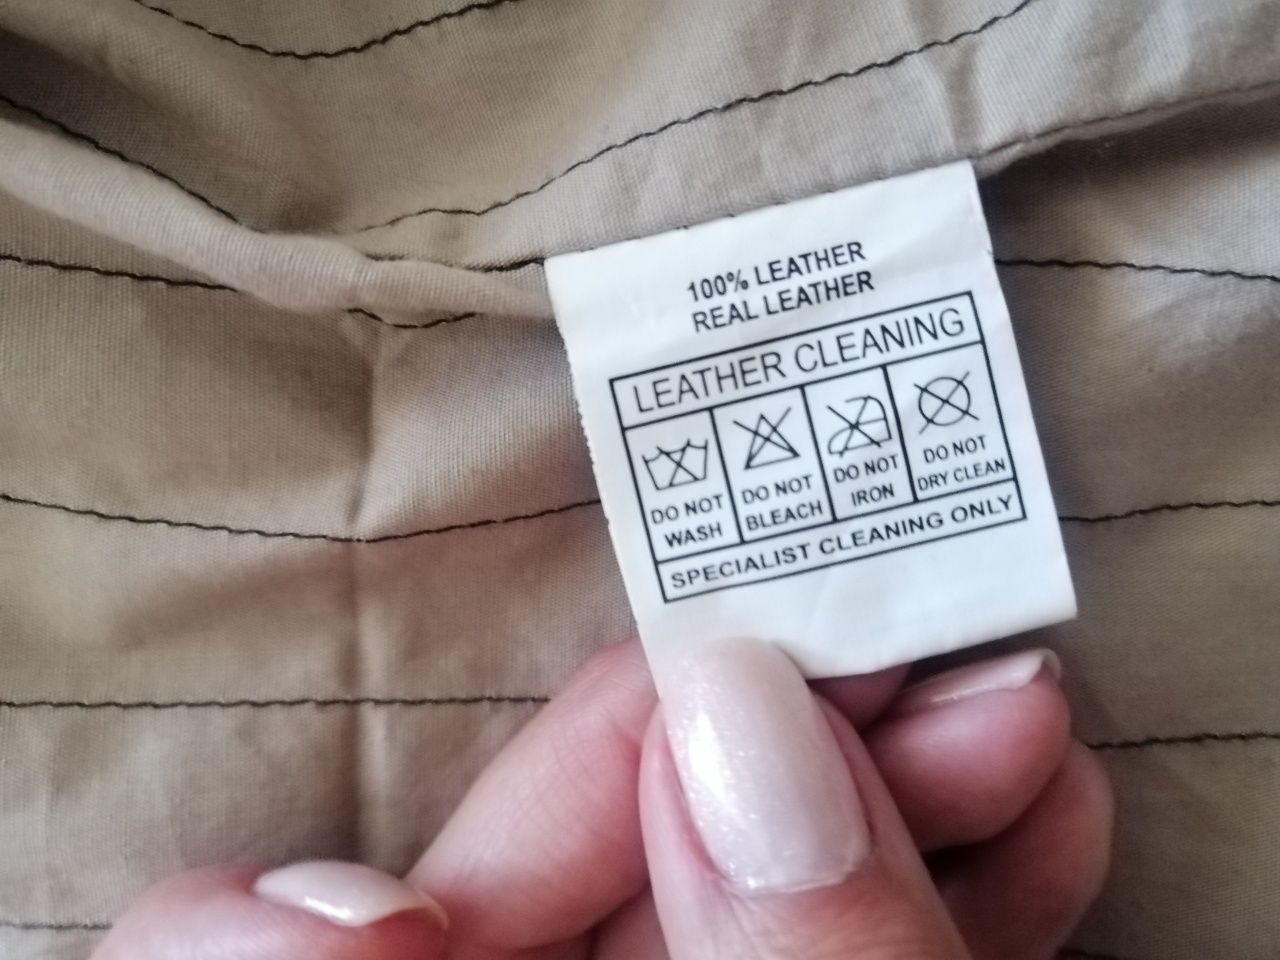 100% LEATHER
REAL LEATHER
LEATHER CLEANING
DO NOT WASH
DO NOT BLEACH
DO NOT IRON
DO NOT DRY CLEAN
SPECIALIST CLEANING ONLY